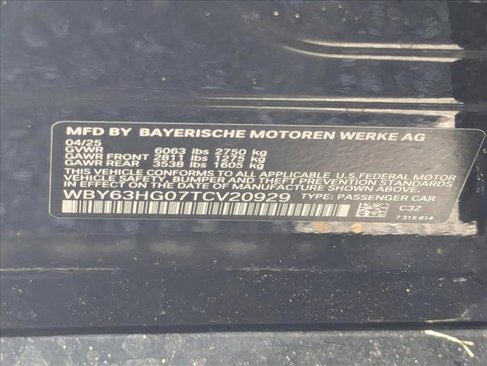 MFD BY BAYERISCHE MOTOREN WERKE AG
04/25
GVWR 6063 lbs 2750 kg
GAWR FRONT 2811 lbs 1275 kg
GAWR REAR 3538 lbs 1605 kg
THIS VEHICLE CONFORMS TO ALL APPLICABLE U.S. FEDERAL MOTOR
VEHICLE SAFETY, BUMPER AND THEFT PREVENTION STANDARDS
IN EFFECT ON THE DATE OF MANUFACTURE SHOWN ABOVE.
WBY63HG07TCV20929 TYPE: PASSENGER CAR
C3Z
7 315 814